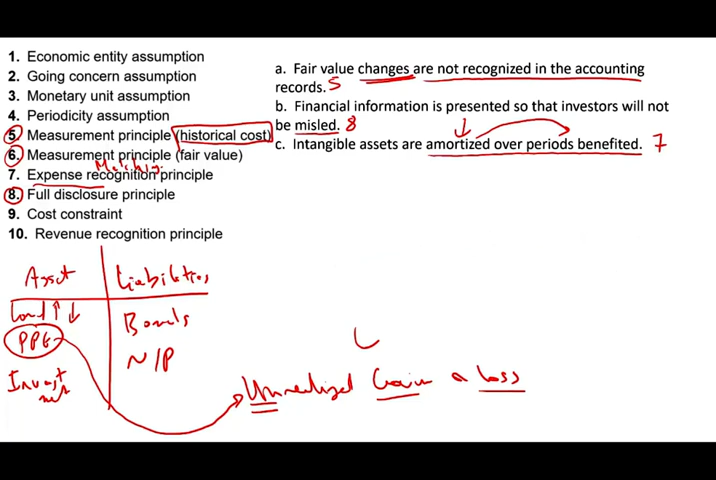 1. Economic entity assumption
2. Going concern assumption
3. Monetary unit assumption
4. Periodicity assumption
5. Measurement principle (historical cost)
6. Measurement principle (fair value)
7. Expense recognition principle
8. Full disclosure principle
9. Cost constraint
10. Revenue recognition principle
a. Fair value changes are not recognized in the accounting
records. 5
b. Financial information is presented so that investors will not
be misled. 8
c. Intangible assets are amortized over periods benefited. 7
Asset Liabilities
Land Bonds
PPE N/P
Unrealized Gain loss